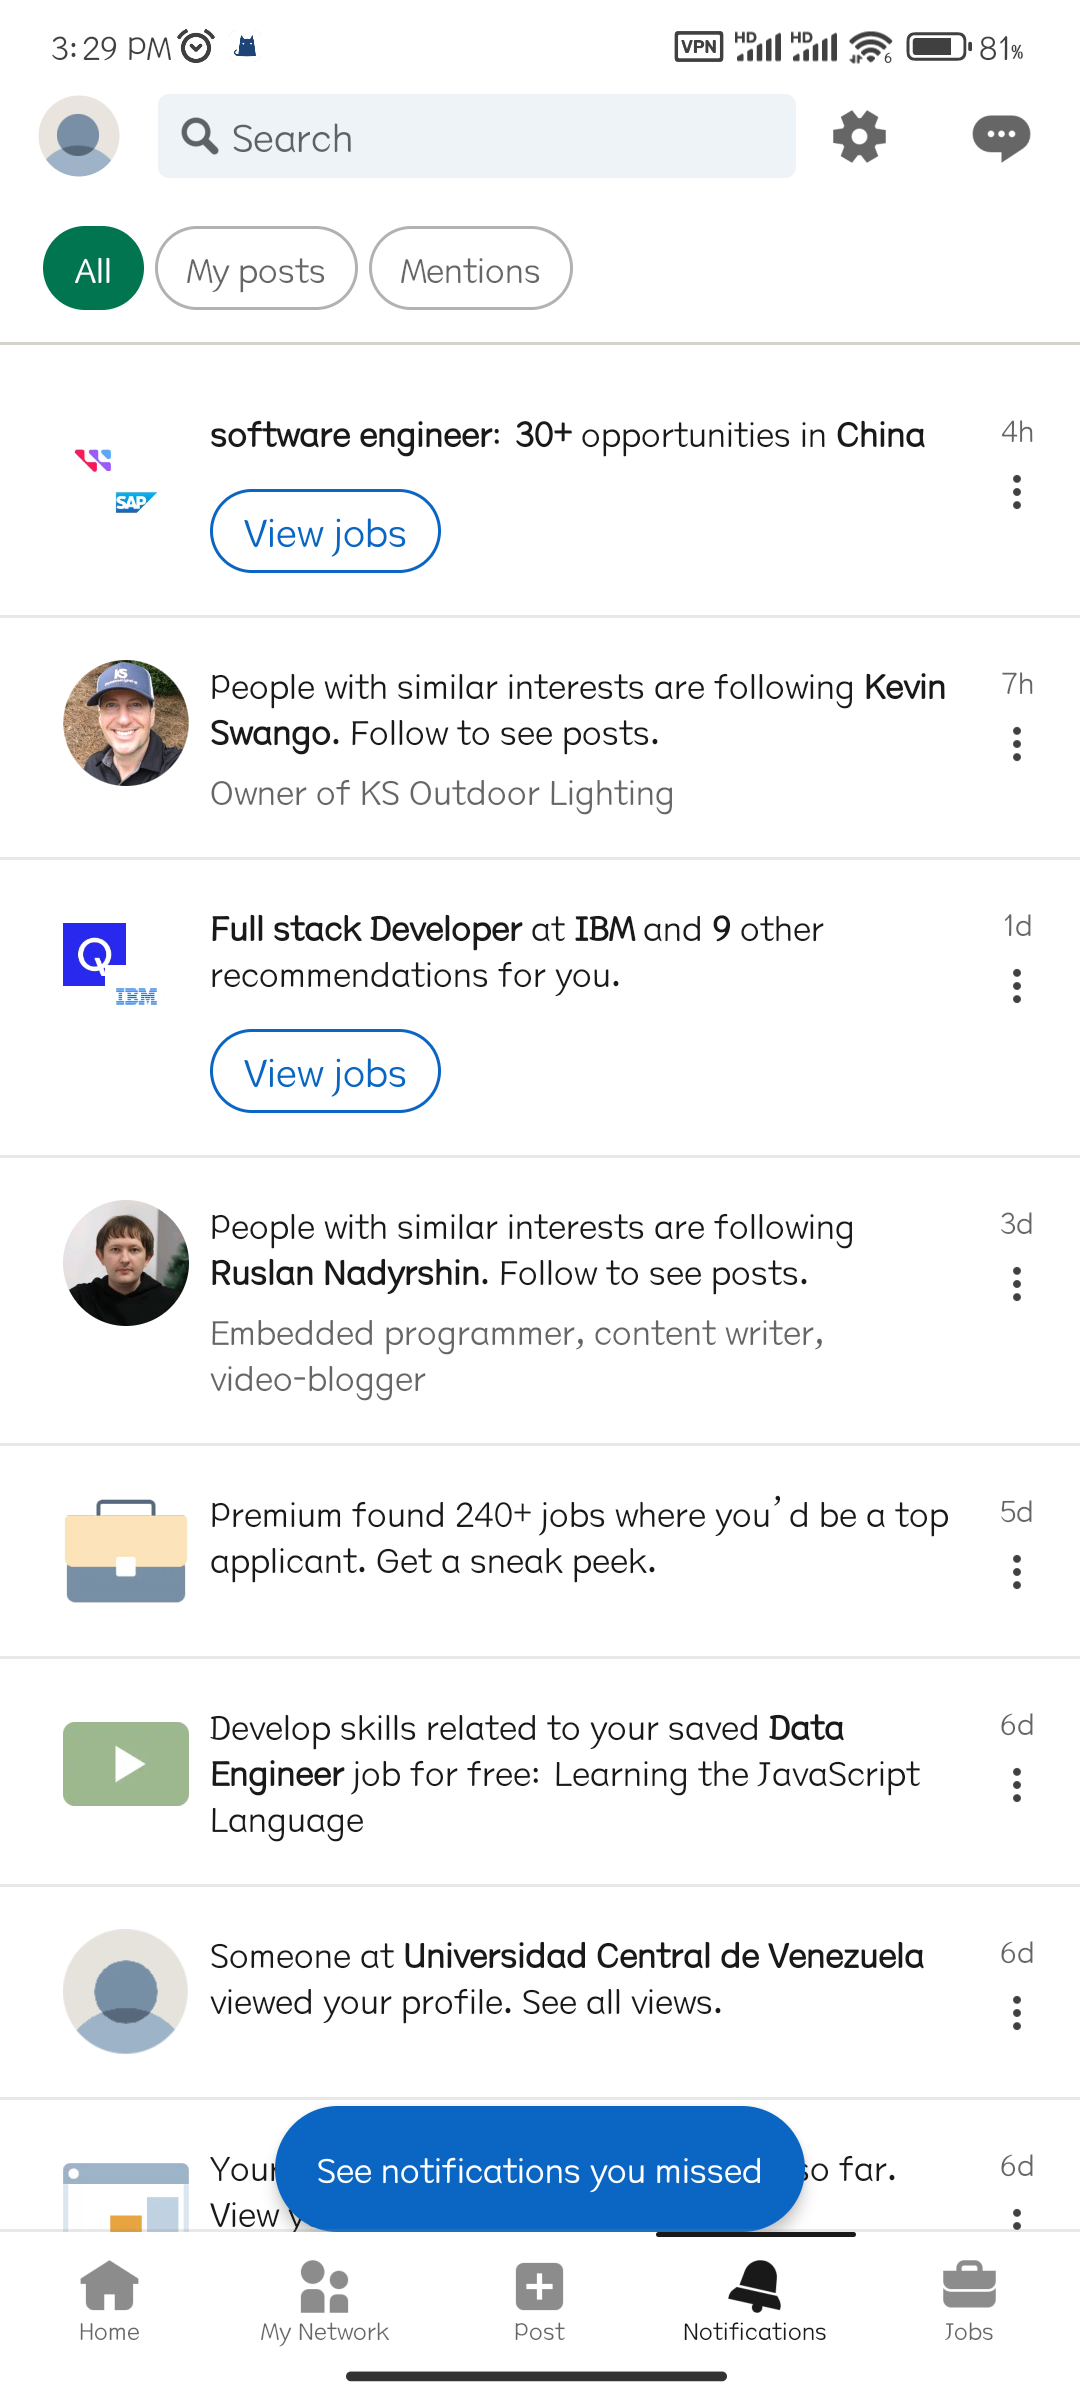 3:29 PM
VPN HD HD 6 81%
Search
All
My posts
Mentions
software engineer: 30+ opportunities in China
4h
SAP
View jobs
People with similar interests are following Kevin
Swango. Follow to see posts.
7h
KS
Owner of KS Outdoor Lighting
Full stack Developer at IBM and 9 other
recommendations for you.
1d
IBM
View jobs
People with similar interests are following
Ruslan Nadyrshin. Follow to see posts.
3d
Embedded programmer, content writer,
video-blogger
Premium found 240+ jobs where you'd be a top
applicant. Get a sneak peek.
5d
Develop skills related to your saved Data
Engineer job for free: Learning the JavaScript
Language
6d
Someone at Universidad Central de Venezuela
viewed your profile. See all views.
6d
See notifications you missed
so far.
View
6d
Home
My Network
Post
Notifications
Jobs